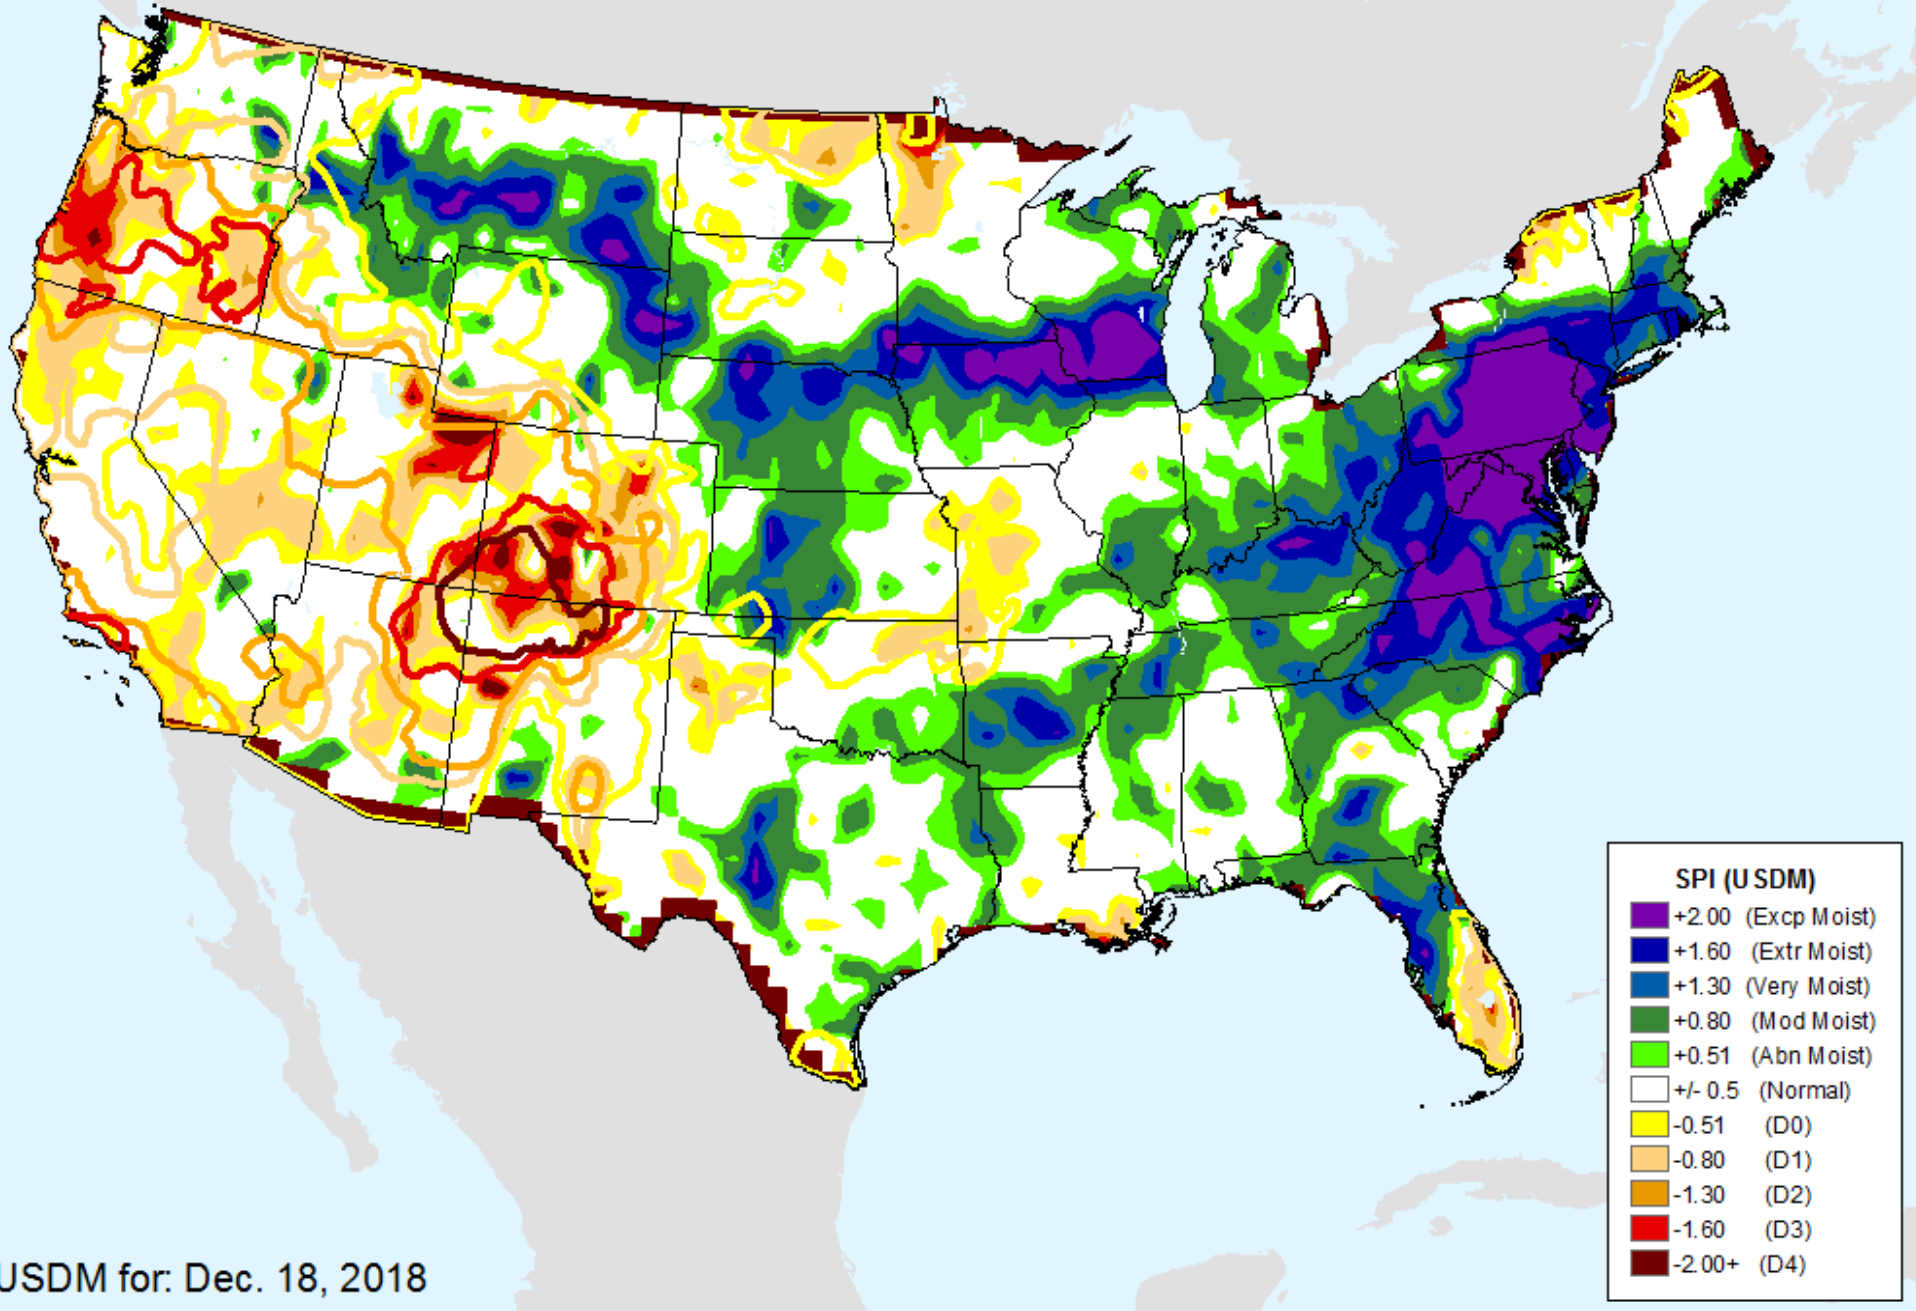 SPI (USDM)
+2.00 (Excp Moist)
+1.60 (Extr Moist)
+1.30 (Very Moist)
+0.80 (Mod Moist)
+0.51 (Abn Moist)
+/- 0.5 (Normal)
-0.51 (D0)
-0.80 (D1)
-1.30 (D2)
-1.60 (D3)
-2.00+ (D4)
USDM for: Dec. 18, 2018